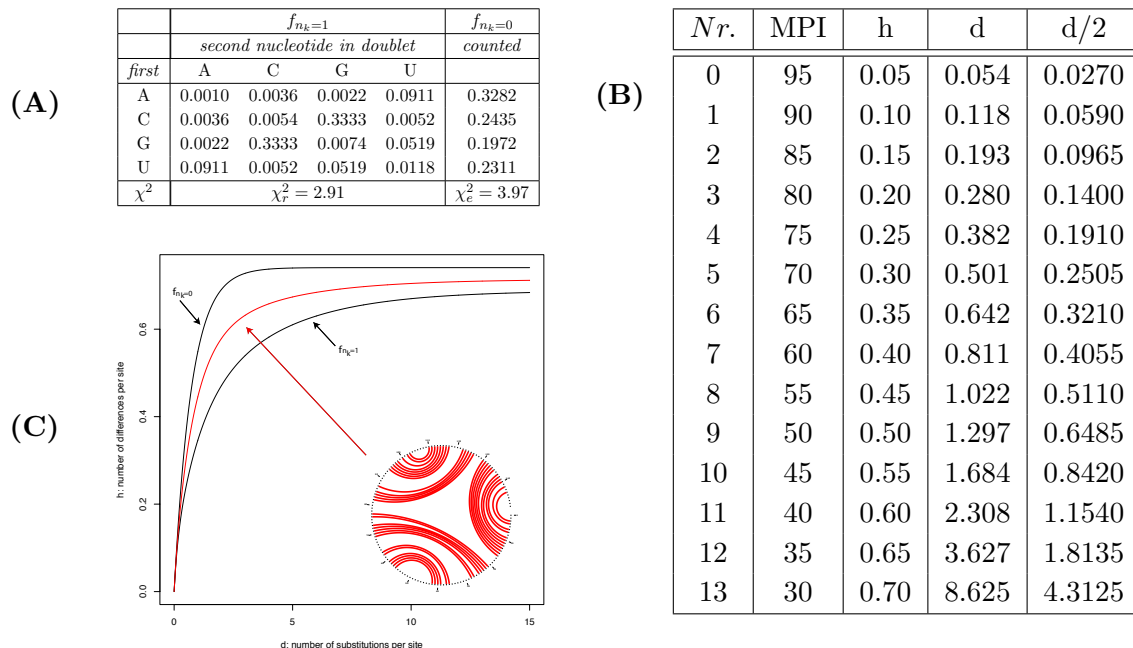 (A)
f_{n_k=1} f_{n_k=0}
second nucleotide in doublet counted
first A C G U
A 0.0010 0.0036 0.0022 0.0911 0.3282
C 0.0036 0.0054 0.3333 0.0052 0.2435
G 0.0022 0.3333 0.0074 0.0519 0.1972
U 0.0911 0.0052 0.0519 0.0118 0.2311
χ² χ²_r = 2.91 χ²_e = 3.97
(B)
Nr. MPI h d d/2
0 95 0.05 0.054 0.0270
1 90 0.10 0.118 0.0590
2 85 0.15 0.193 0.0965
3 80 0.20 0.280 0.1400
4 75 0.25 0.382 0.1910
5 70 0.30 0.501 0.2505
6 65 0.35 0.642 0.3210
7 60 0.40 0.811 0.4055
8 55 0.45 1.022 0.5110
9 50 0.50 1.297 0.6485
10 45 0.55 1.684 0.8420
11 40 0.60 2.308 1.1540
12 35 0.65 3.627 1.8135
13 30 0.70 8.625 4.3125
(C)
h: number of differences per site
0.6
0.4
0.2
0.0
f_{n_k=0}
f_{n_k=1}
0 5 10 15
d: number of substitutions per site